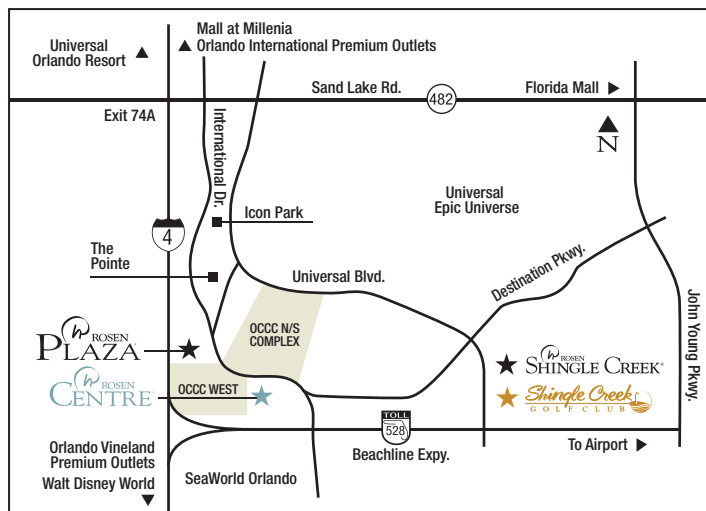 Mall at Millenia
Orlando International Premium Outlets
Universal
Orlando Resort
Sand Lake Rd.
482
Florida Mall
Exit 74A
N
International Dr.
Icon Park
Universal
Epic Universe
4
The
Pointe
Universal Blvd.
Destination Pkwy.
John Young Pkwy.
OCCC N/S
COMPLEX
ROSEN
PLAZA®
ROSEN
CENTRE®
OCCC WEST
ROSEN
SHINGLE CREEK®
Shingle Creek
GOLF CLUB
TOLL
528
Beachline Expy.
To Airport
Orlando Vineland
Premium Outlets
Walt Disney World
SeaWorld Orlando